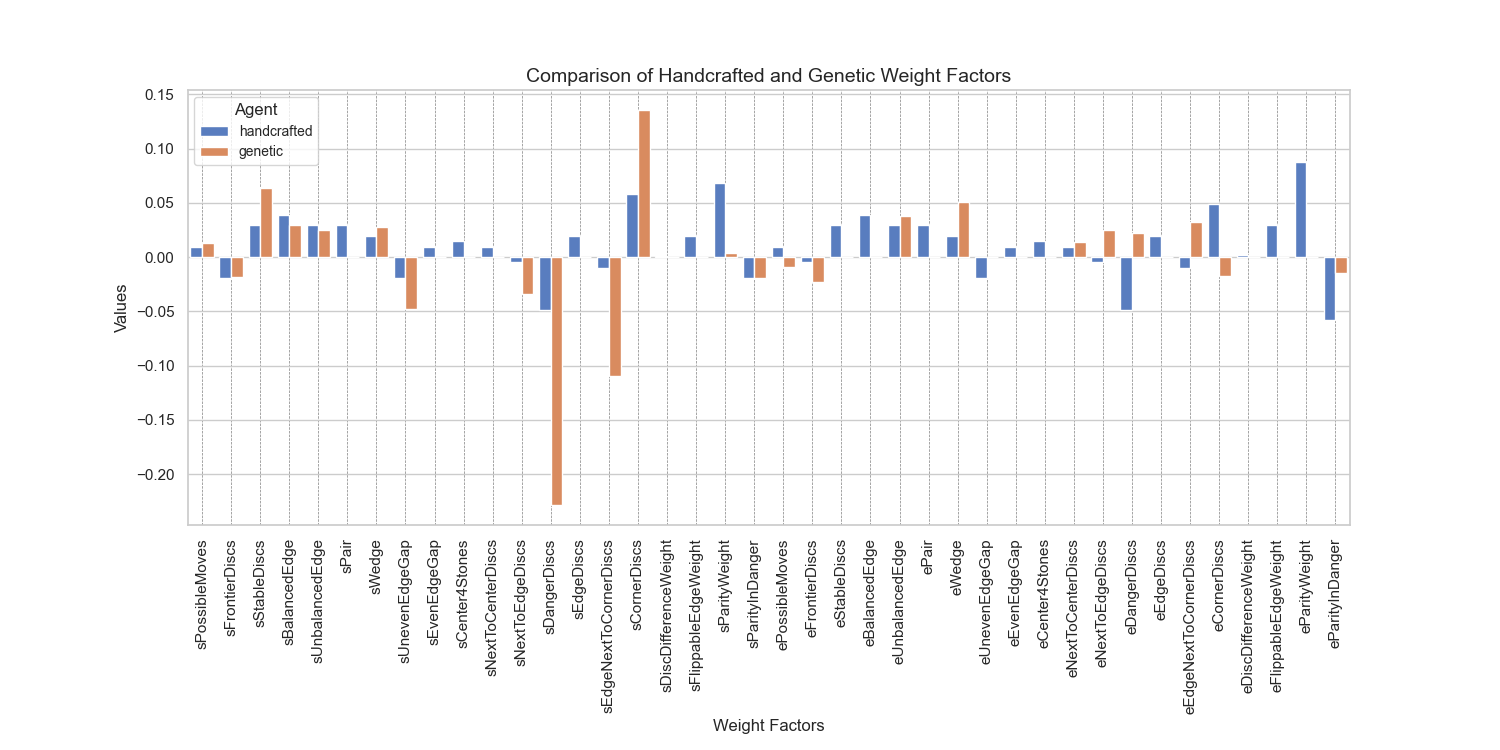 Comparison of Handcrafted and Genetic Weight Factors
Agent
handcrafted
genetic
Values
0.15
0.10
0.05
0.00
−0.05
−0.10
−0.15
−0.20
sPossibleMoves
sFrontierDiscs
sStableDiscs
sBalancedEdge
sUnbalancedEdge
sPair
sWedge
sUnevenEdgeGap
sEvenEdgeGap
sCenter4Stones
sNextToCenterDiscs
sNextToEdgeDiscs
sDangerDiscs
sEdgeDiscs
sEdgeNextToCornerDiscs
sCornerDiscs
sDiscDifferenceWeight
sFlippableEdgeWeight
sParityWeight
sParityInDanger
ePossibleMoves
eFrontierDiscs
eStableDiscs
eBalancedEdge
eUnbalancedEdge
ePair
eWedge
eUnevenEdgeGap
eEvenEdgeGap
eCenter4Stones
eNextToCenterDiscs
eNextToEdgeDiscs
eDangerDiscs
eEdgeDiscs
eEdgeNextToCornerDiscs
eCornerDiscs
eDiscDifferenceWeight
eFlippableEdgeWeight
eParityWeight
eParityInDanger
Weight Factors